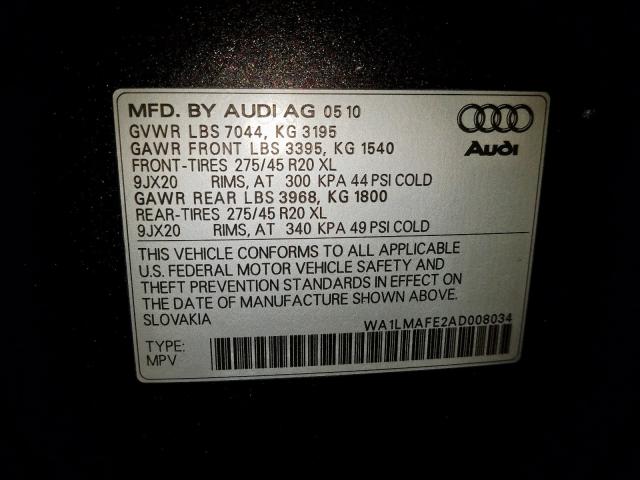 MFD. BY AUDI AG 05 10
GVWR LBS 7044, KG 3195
GAWR FRONT LBS 3395, KG 1540
FRONT-TIRES 275/45 R20 XL
9JX20 RIMS, AT 300 KPA 44 PSI COLD
GAWR REAR LBS 3968, KG 1800
REAR-TIRES 275/45 R20 XL
9JX20 RIMS, AT 340 KPA 49 PSI COLD
Audi
THIS VEHICLE CONFORMS TO ALL APPLICABLE
U.S. FEDERAL MOTOR VEHICLE SAFETY AND
THEFT PREVENTION STANDARDS IN EFFECT ON
THE DATE OF MANUFACTURE SHOWN ABOVE.
SLOVAKIA
WA1LMAFE2AD008034
TYPE:
MPV